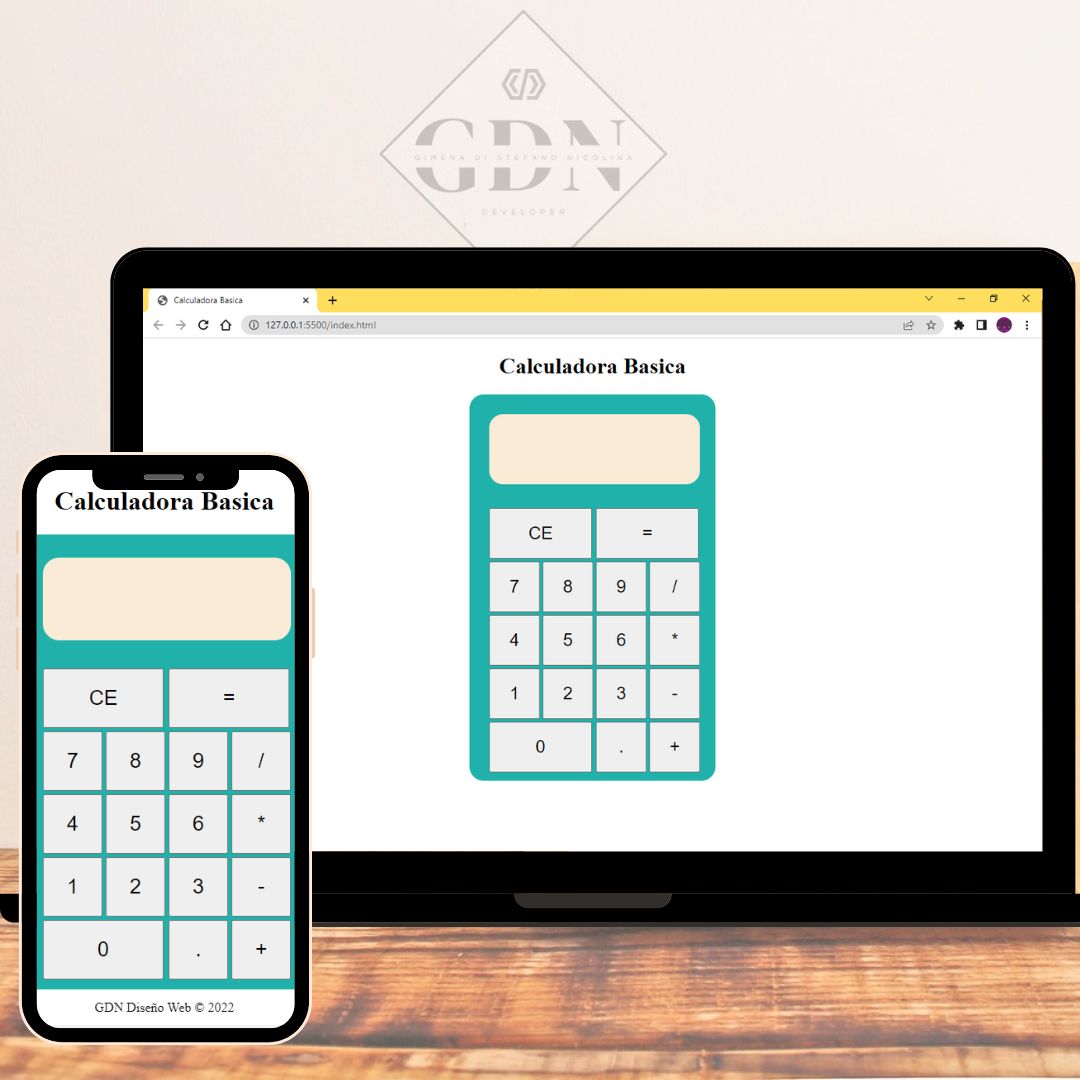 GDN
GIMENA DI STEFANO NICOLINA
DEVELOPER
Calculadora Basica
127.0.0.1:5500/index.html
Calculadora Basica
CE =
7 8 9 /
4 5 6 *
1 2 3 -
0 . +
Calculadora Basica
CE =
7 8 9 /
4 5 6 *
1 2 3 -
0 . +
GDN Diseño Web © 2022